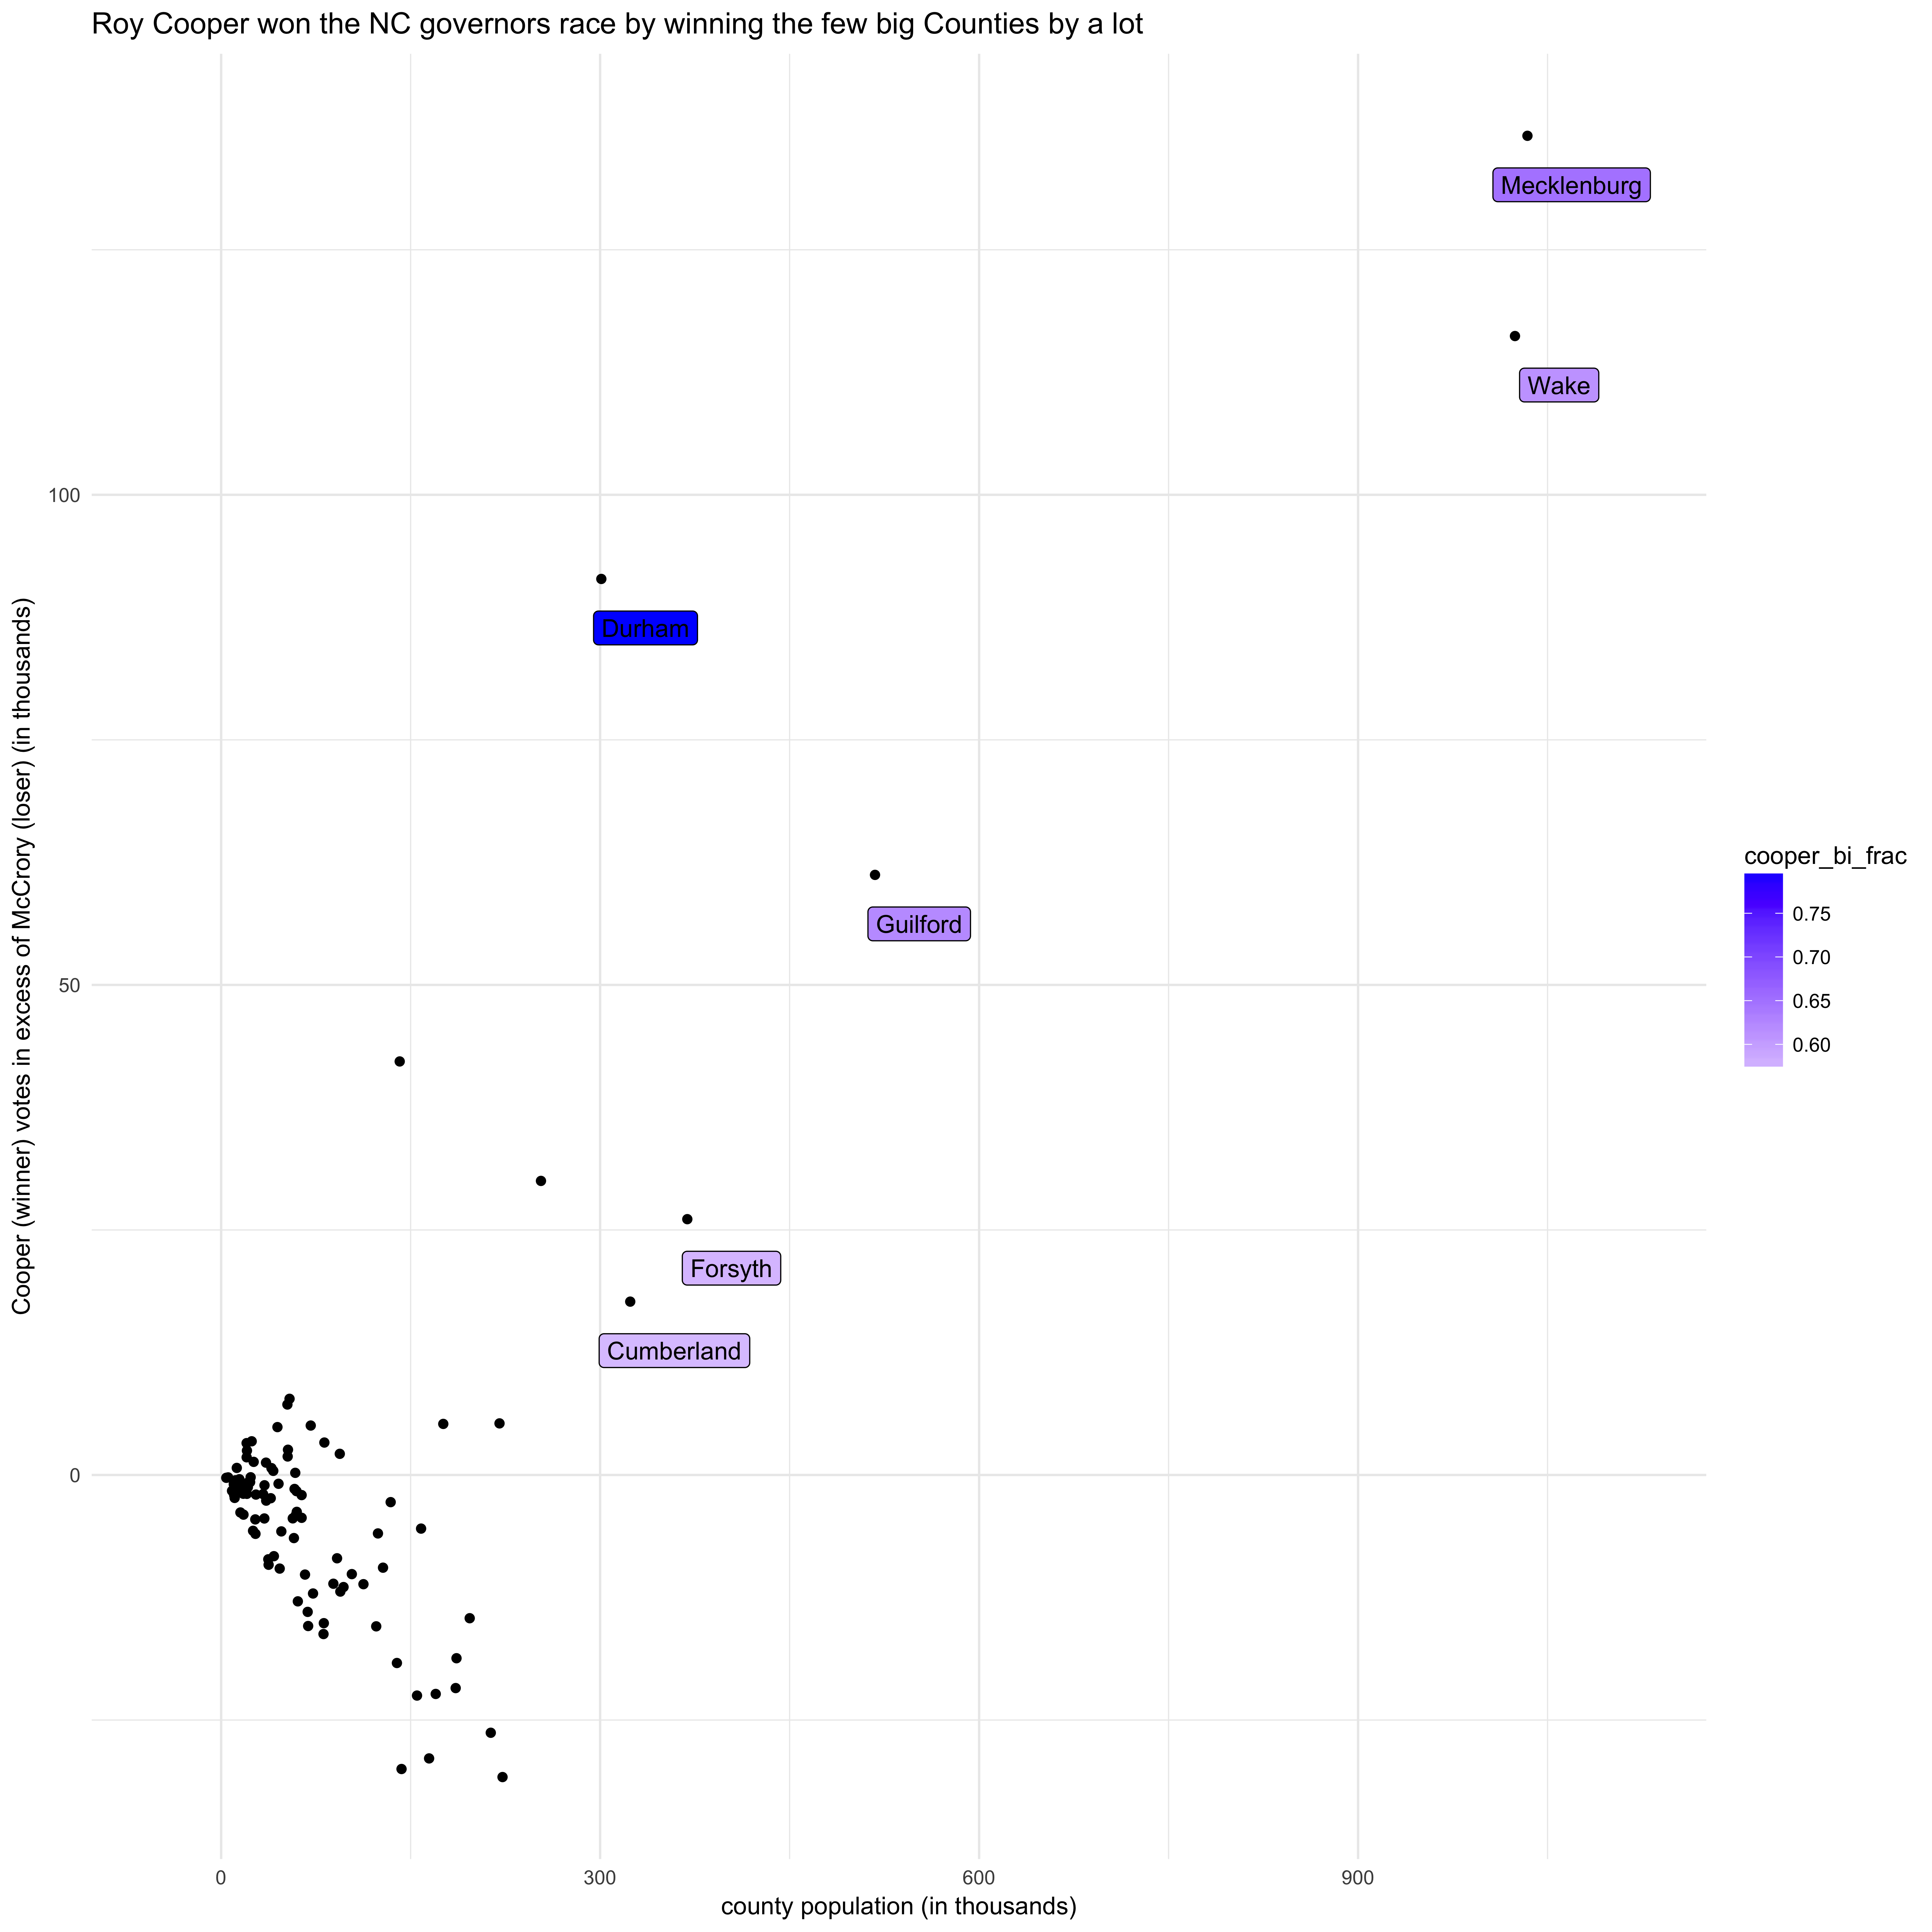 Roy Cooper won the NC governors race by winning the few big Counties by a lot
Cooper (winner) votes in excess of McCrory (loser) (in thousands)
100
50
0
Mecklenburg
Wake
Durham
Guilford
Forsyth
Cumberland
0
300
600
900
county population (in thousands)
cooper_bi_frac
0.75
0.70
0.65
0.60